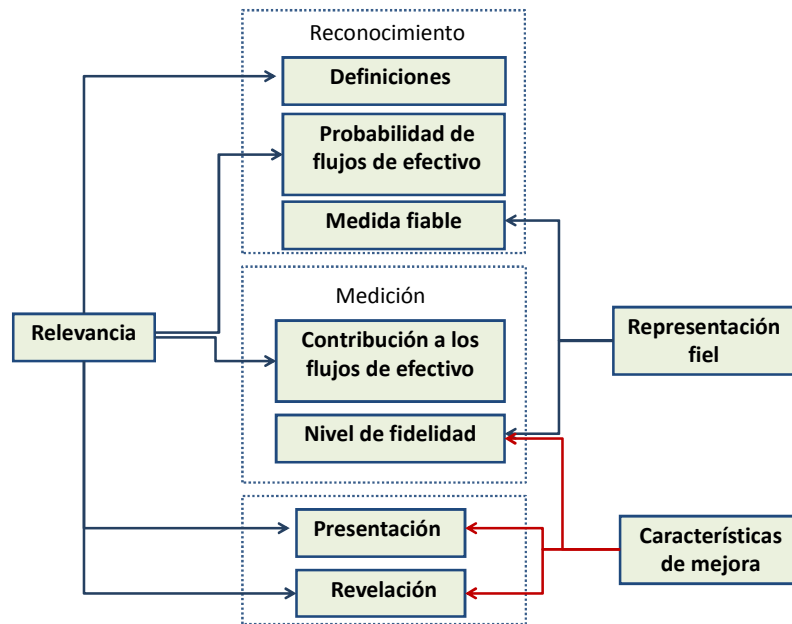 Reconocimiento
Definiciones
Probabilidad de
flujos de efectivo
Medida fiable
Medición
Relevancia
Contribución a los
flujos de efectivo
Representación
fiel
Nivel de fidelidad
Presentación
Características
de mejora
Revelación